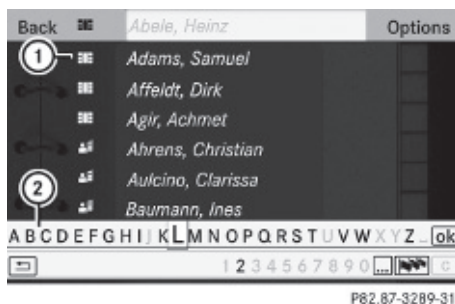 Back Abele, Heinz Options
1 Adams, Samuel
Affeldt, Dirk
Agir, Achmet
Ahrens, Christian
2 Aulcino, Clarissa
Baumann, Ines
A B C D E F G H I J K L M N O P Q R S T U V W X Y Z _ ok
1 2 3 4 5 6 7 8 9 0 ... C
P82.87-3289-31